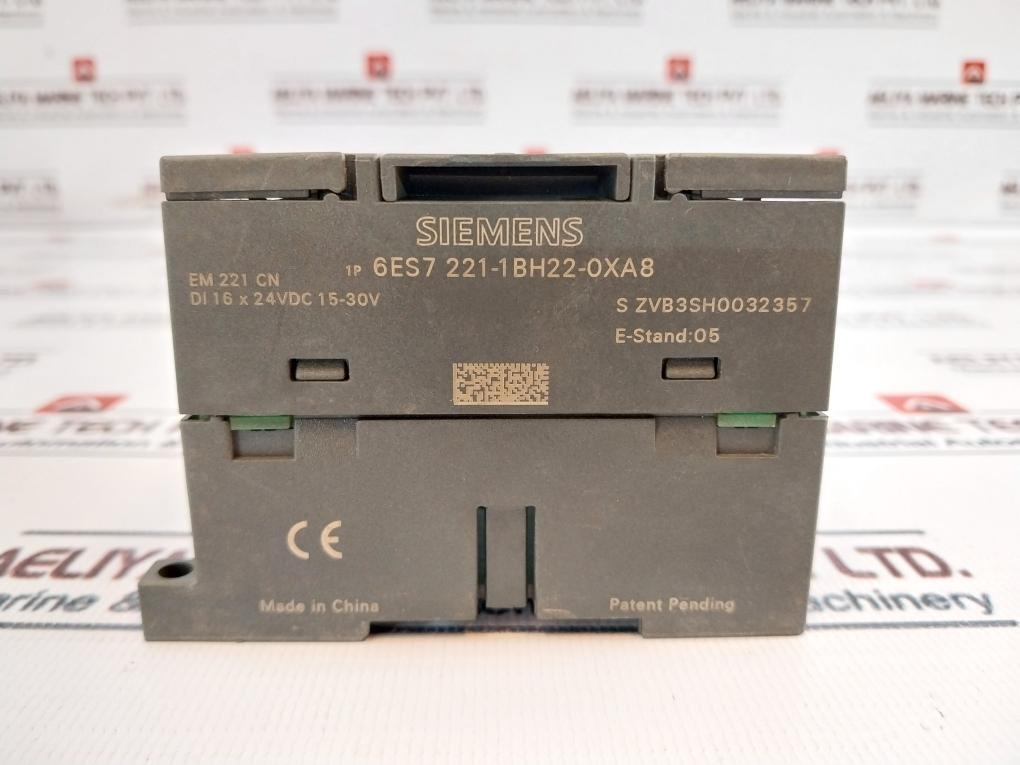 SIEMENS
1P 6ES7 221-1BH22-0XA8
EM 221 CN
DI 16 x 24VDC 15-30V
S ZVB3SH0032357
E-Stand:05
CE
Made in China
Patent Pending
LTD.